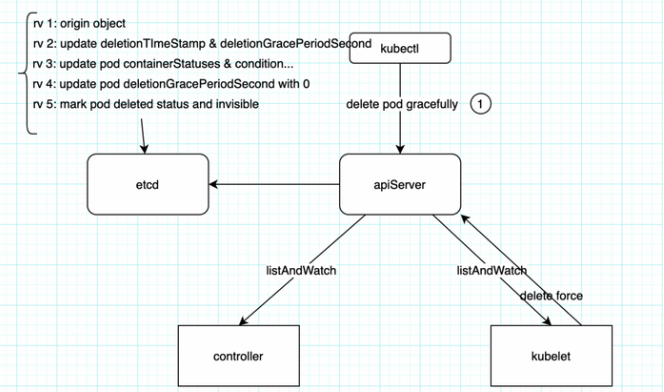 rv 1: origin object
rv 2: update deletionTImeStamp & deletionGracePeriodSecond
rv 3: update pod containerStatuses & condition...
rv 4: update pod deletionGracePeriodSecond with 0
rv 5: mark pod deleted status and invisible
kubectl
delete pod gracefully
1
etcd
apiServer
listAndWatch
listAndWatch
delete force
controller
kubelet